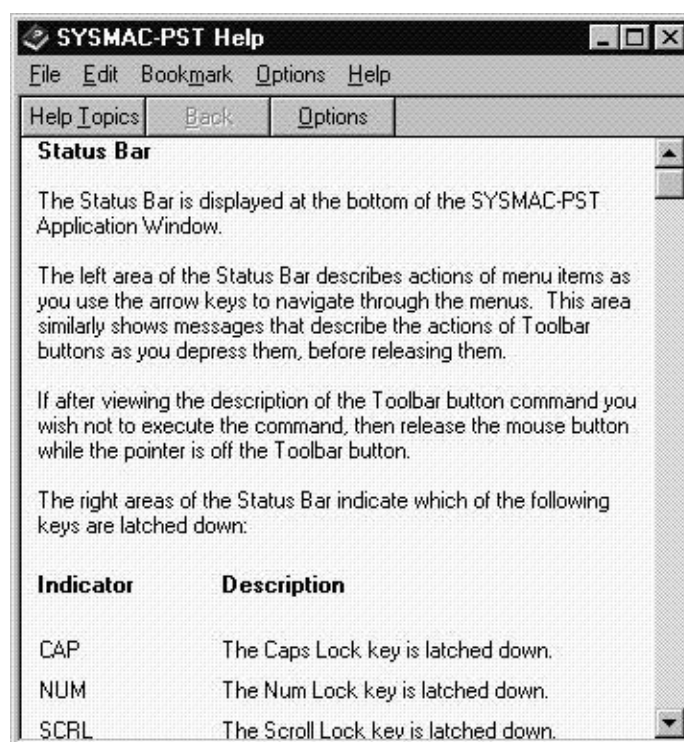 SYSMAC-PST Help
File Edit Bookmark Options Help
Help Topics Back Options
Status Bar
The Status Bar is displayed at the bottom of the SYSMAC-PST
Application Window.
The left area of the Status Bar describes actions of menu items as
you use the arrow keys to navigate through the menus. This area
similarly shows messages that describe the actions of Toolbar
buttons as you depress them, before releasing them.
If after viewing the description of the Toolbar button command you
wish not to execute the command, then release the mouse button
while the pointer is off the Toolbar button.
The right areas of the Status Bar indicate which of the following
keys are latched down:
Indicator Description
CAP The Caps Lock key is latched down.
NUM The Num Lock key is latched down.
SCRL The Scroll Lock key is latched down.